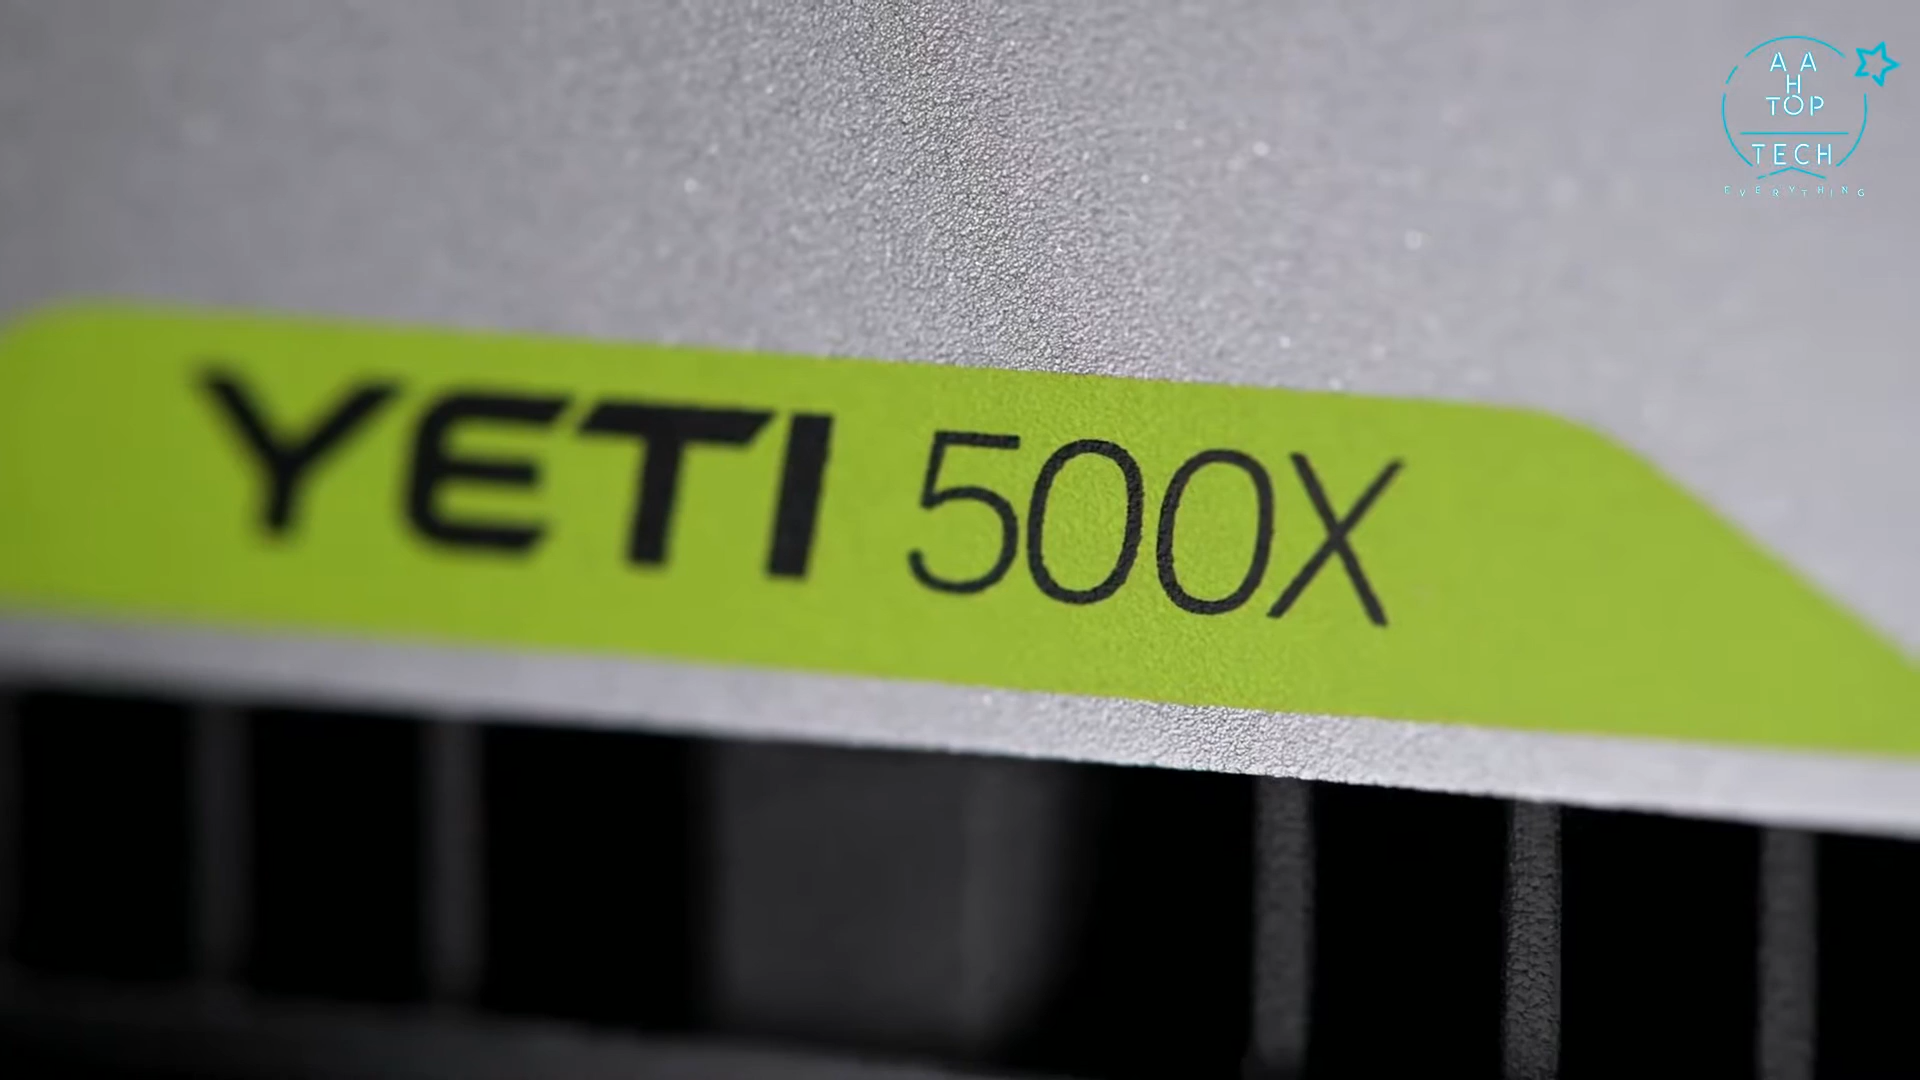 YETI 500X
A A
H
TOP
TECH
EVERYTHING